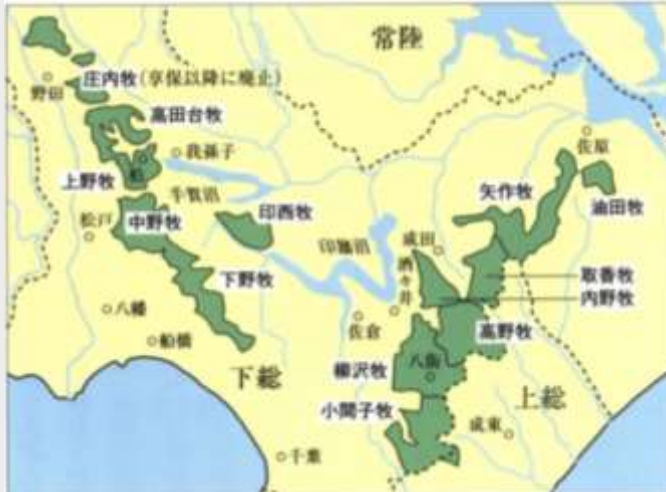 常陸
庄内牧(享保以降に廃止)
野田
高田台牧
我孫子
佐原
上野牧
柏
手賀沼
矢作牧
油田牧
松戸
中野牧
印西牧
印旛沼
成田
酒々井
取香牧
内野牧
下野牧
八幡
船橋
佐倉
高野牧
下総
柳沢牧
八街
上総
小間子牧
成東
千葉